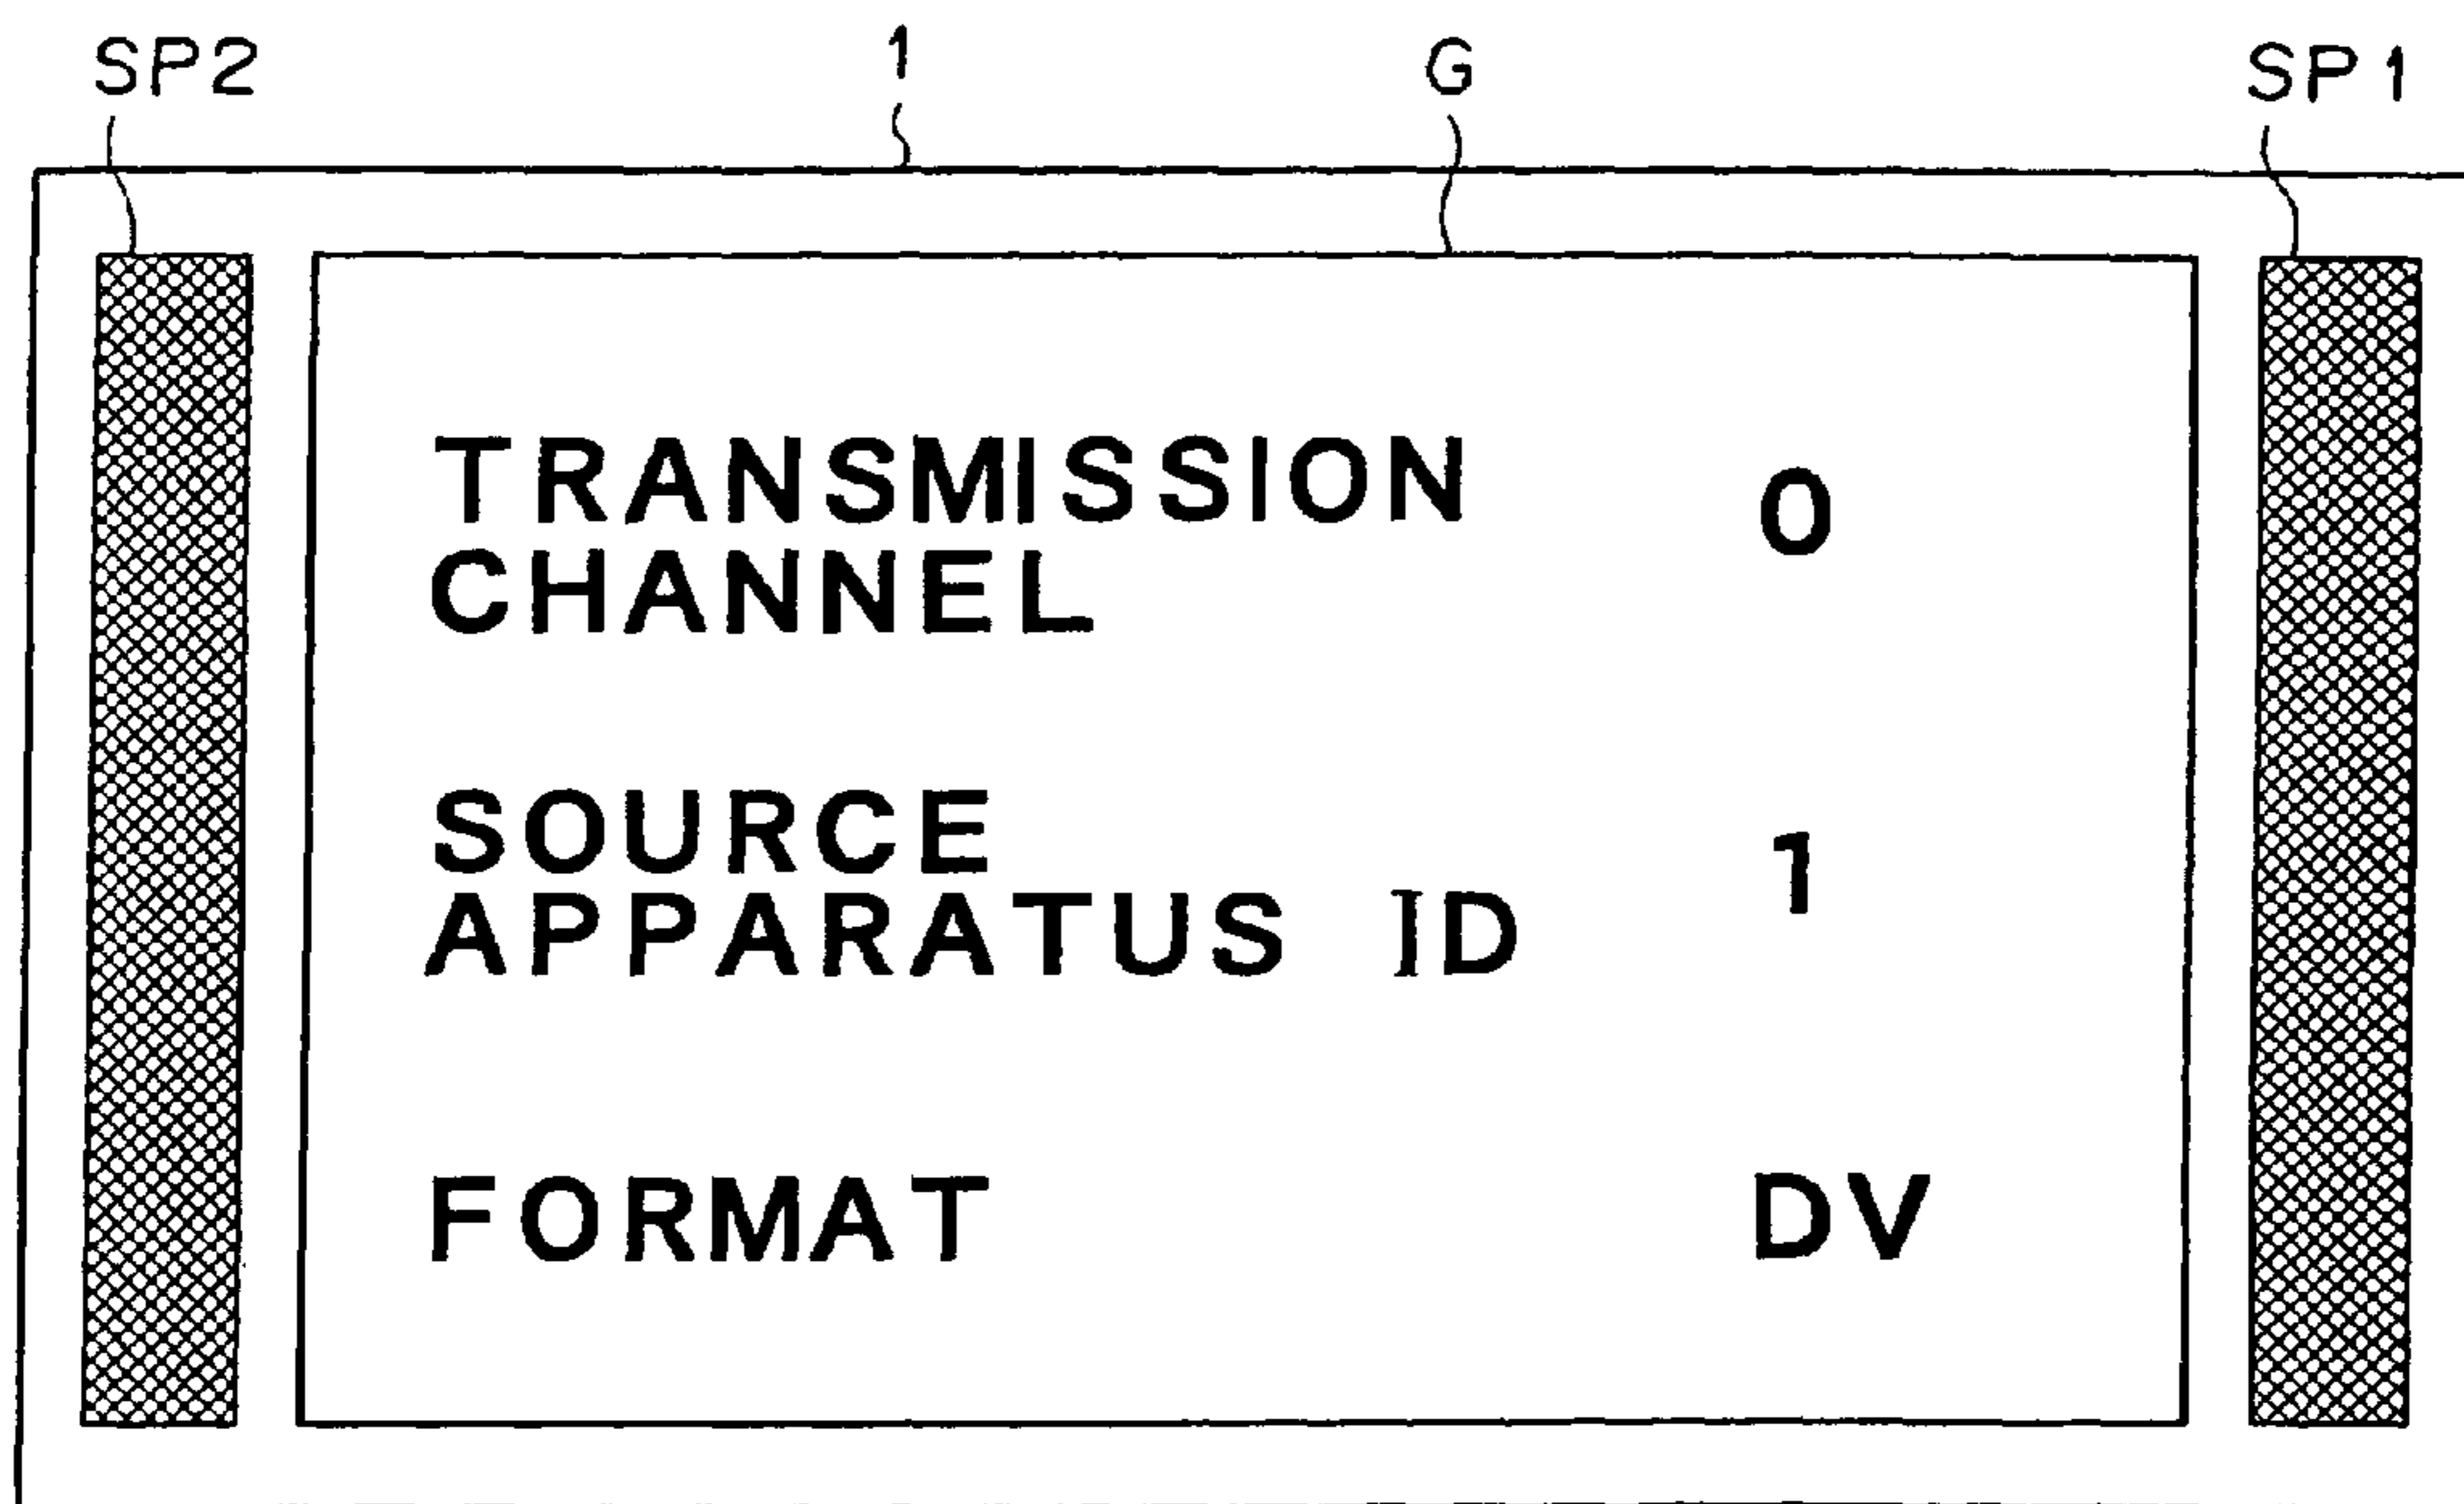 SP2 1 G SP1
TRANSMISSION
CHANNEL 0
SOURCE
APPARATUS ID 1
FORMAT DV